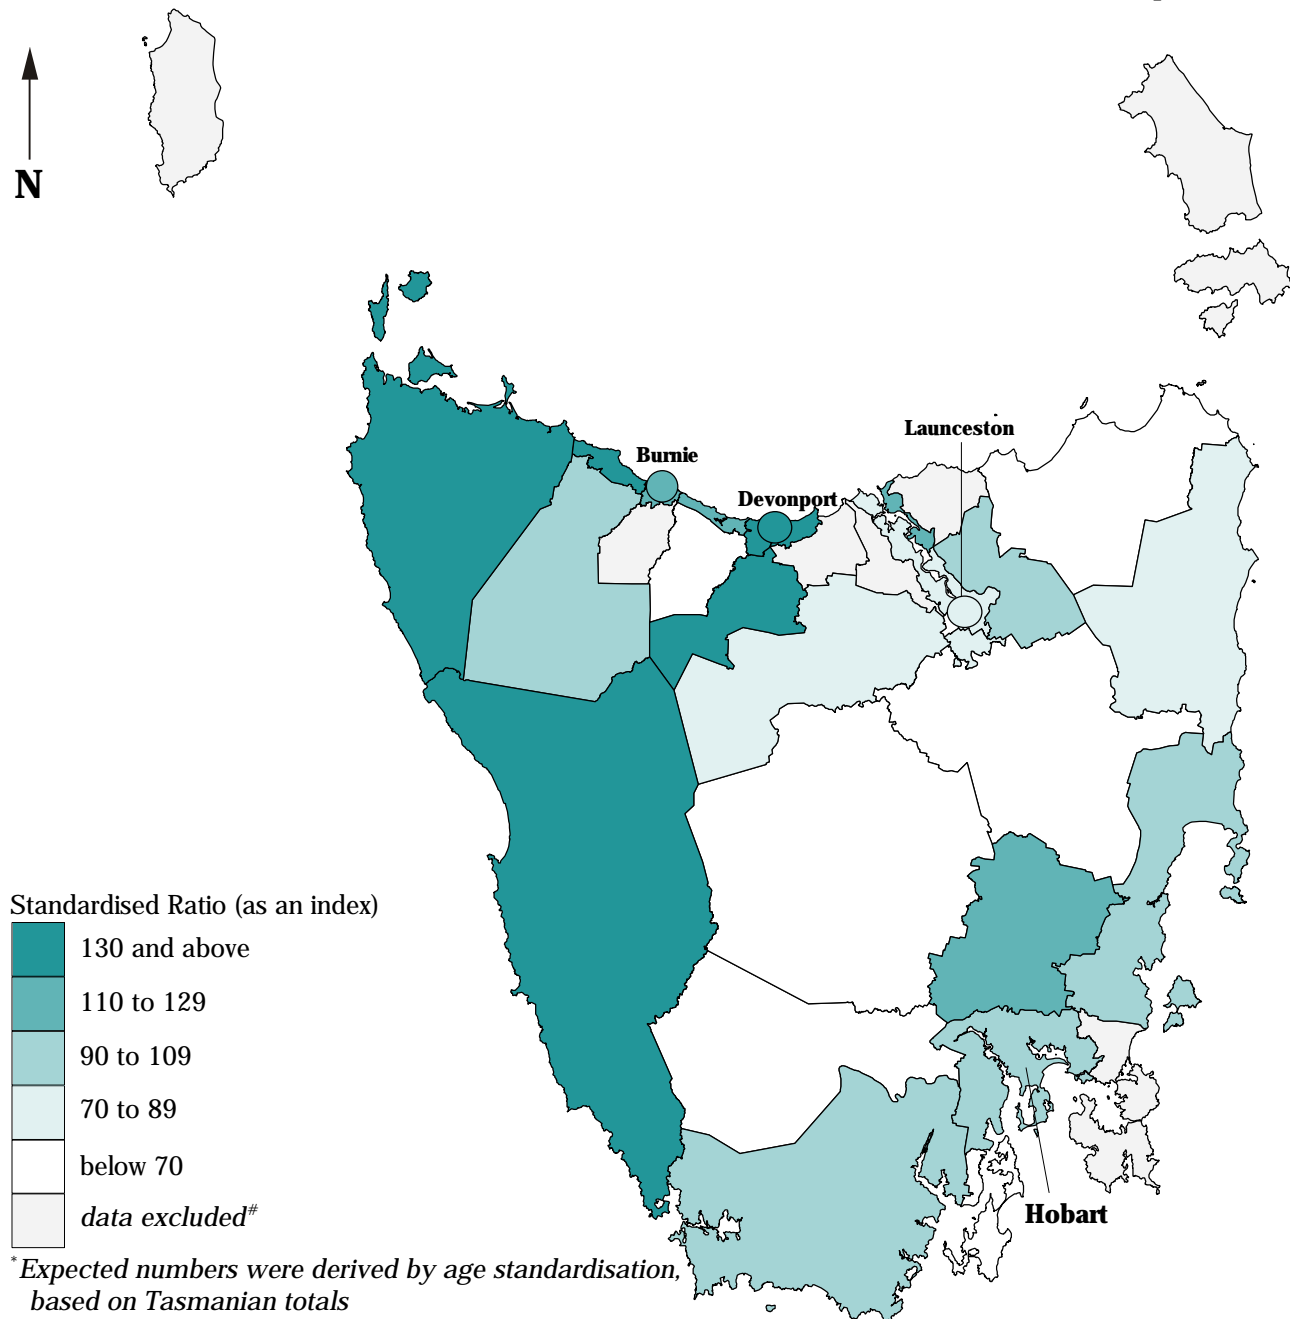 N
Launceston
Burnie
Devonport
Standardised Ratio (as an index)
130 and above
110 to 129
90 to 109
70 to 89
below 70
data excluded#
Hobart
*Expected numbers were derived by age standardisation,
based on Tasmanian totals